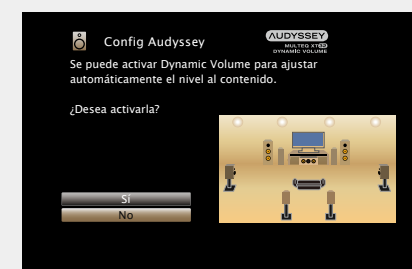 Config Audyssey
AUDYSSEY
MULTEQ XT32
DYNAMIC VOLUME
Se puede activar Dynamic Volume para ajustar
automáticamente el nivel al contenido.
¿Desea activarla?
Sí
No